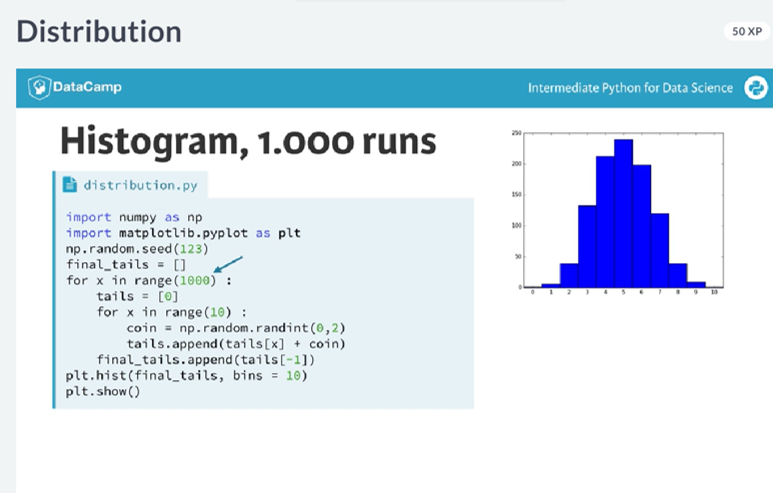 Distribution
50 XP
DataCamp
Intermediate Python for Data Science
Histogram, 1.000 runs
distribution.py
import numpy as np
import matplotlib.pyplot as plt
np.random.seed(123)
final_tails = []
for x in range(1000) :
    tails = [0]
    for x in range(10) :
        coin = np.random.randint(0,2)
        tails.append(tails[x] + coin)
    final_tails.append(tails[-1])
plt.hist(final_tails, bins = 10)
plt.show()
250
200
150
100
50
0
0 1 2 3 4 5 6 7 8 9 10